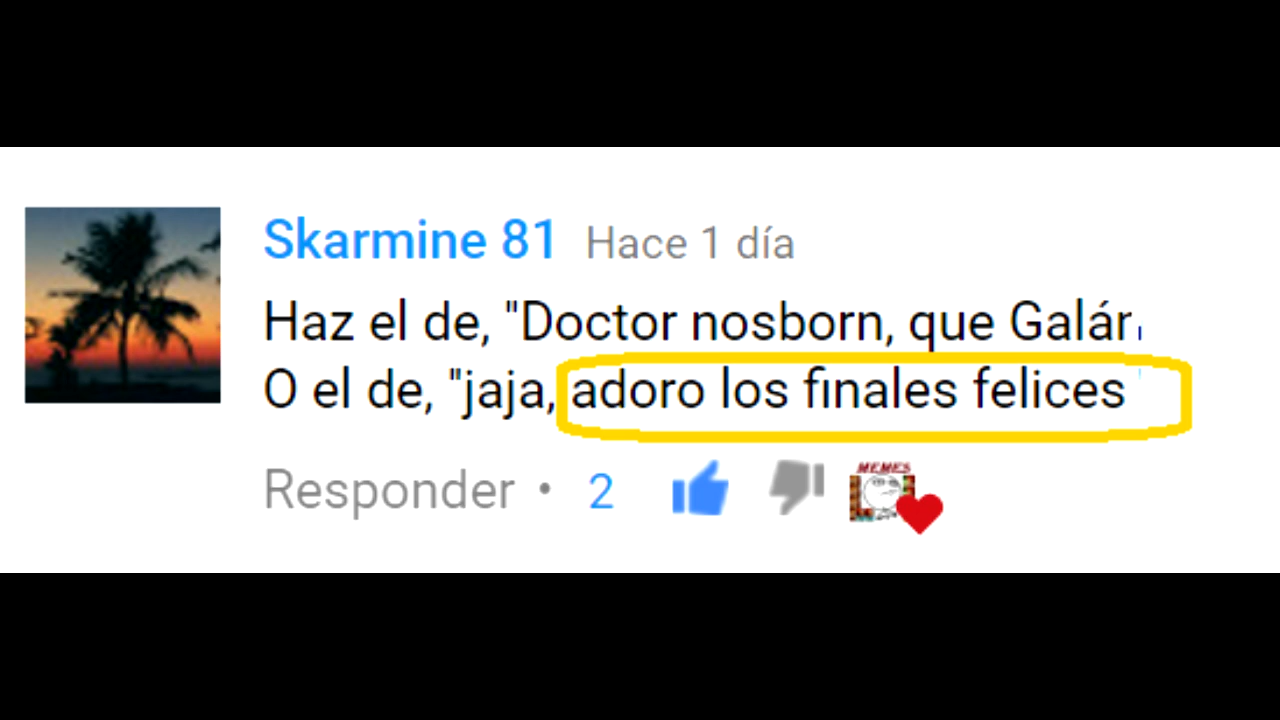 Skarmine 81 Hace 1 día
Haz el de, "Doctor nosborn, que Galár
O el de, "jaja, adoro los finales felices
Responder • 2
MEMES